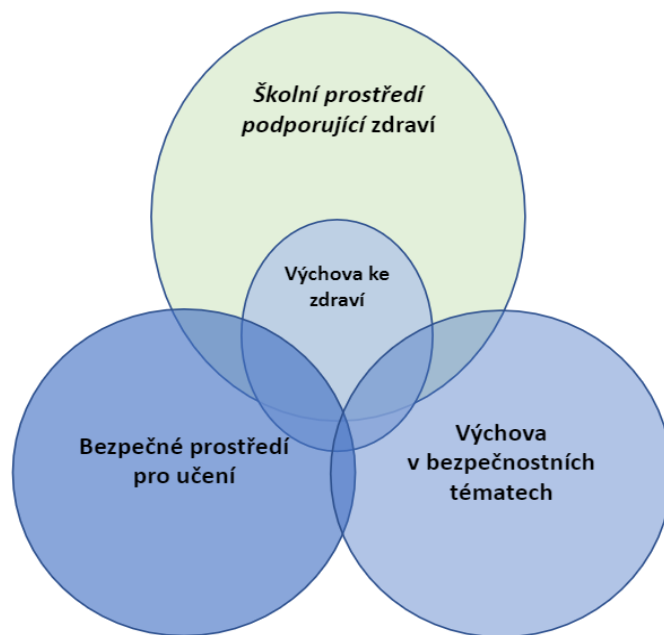 Školní prostředí
podporující zdraví
Výchova ke
zdraví
Bezpečné prostředí
pro učení
Výchova
v bezpečnostních
tématech